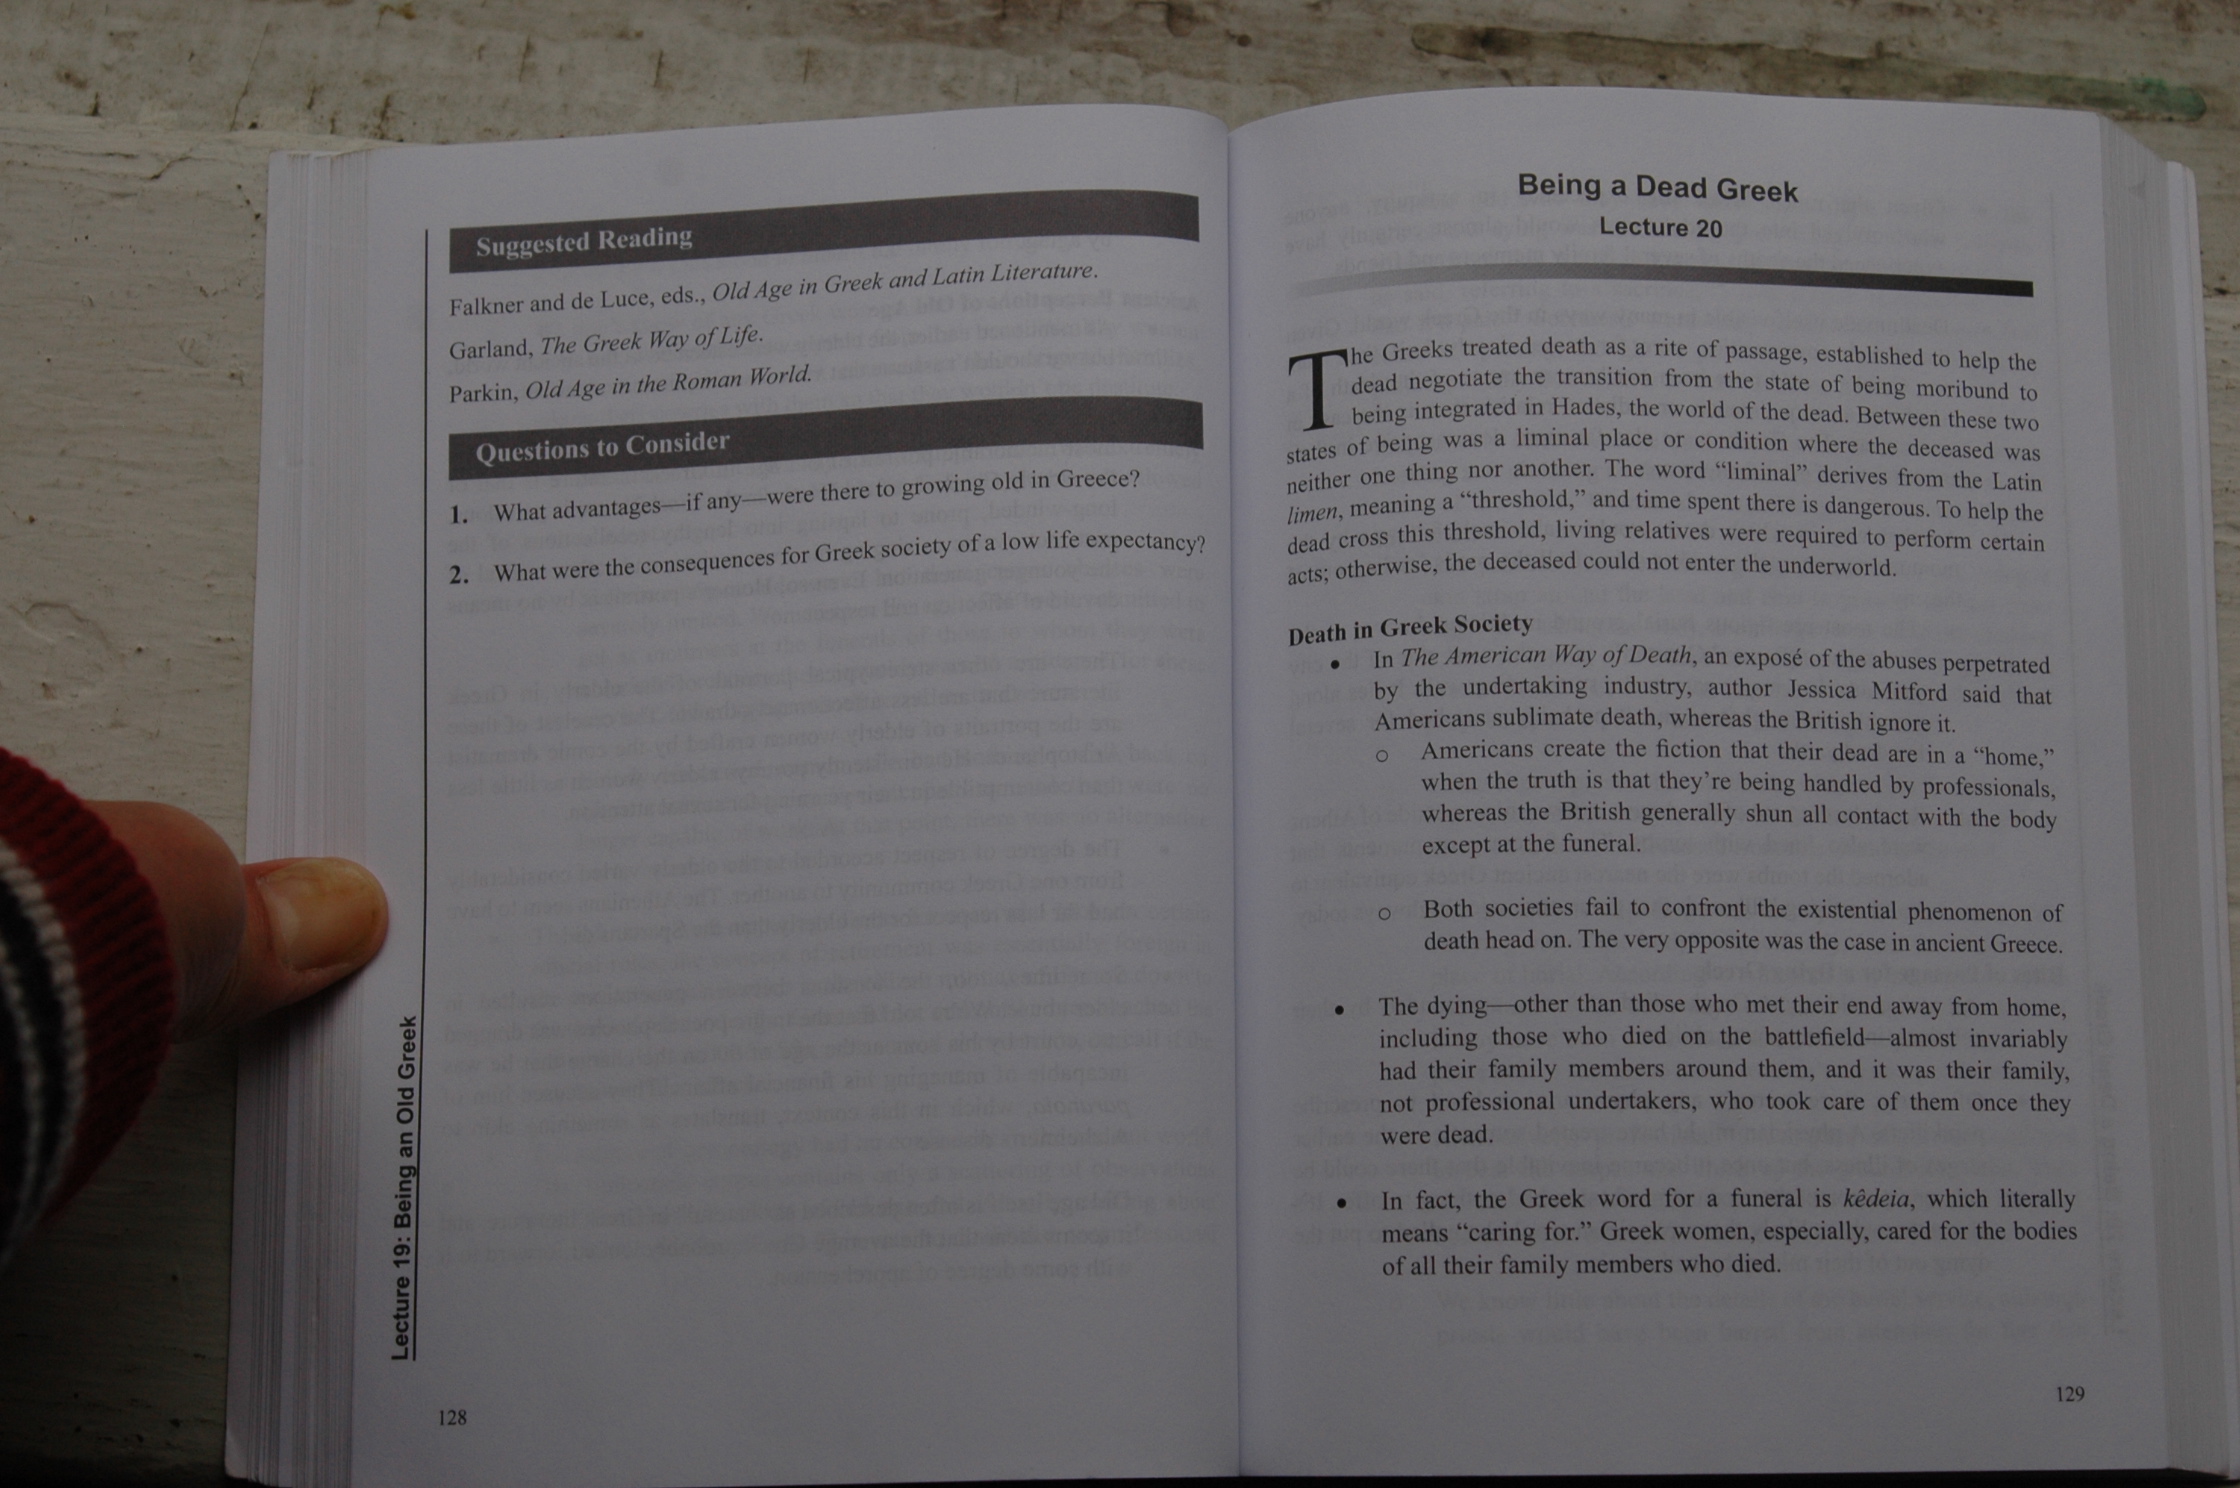 Suggested Reading
Falkner and de Luce, eds., Old Age in Greek and Latin Literature.
Garland, The Greek Way of Life.
Parkin, Old Age in the Roman World.
Questions to Consider
1. What advantages—if any—were there to growing old in Greece?
2. What were the consequences for Greek society of a low life expectancy?
Lecture 19: Being an Old Greek
128
Being a Dead Greek
Lecture 20
The Greeks treated death as a rite of passage, established to help the
dead negotiate the transition from the state of being moribund to
being integrated in Hades, the world of the dead. Between these two
states of being was a liminal place or condition where the deceased was
neither one thing nor another. The word “liminal” derives from the Latin
limen, meaning a “threshold,” and time spent there is dangerous. To help the
dead cross this threshold, living relatives were required to perform certain
acts; otherwise, the deceased could not enter the underworld.
Death in Greek Society
• In The American Way of Death, an exposé of the abuses perpetrated
by the undertaking industry, author Jessica Mitford said that
Americans sublimate death, whereas the British ignore it.
○ Americans create the fiction that their dead are in a “home,”
when the truth is that they’re being handled by professionals,
whereas the British generally shun all contact with the body
except at the funeral.
○ Both societies fail to confront the existential phenomenon of
death head on. The very opposite was the case in ancient Greece.
• The dying—other than those who met their end away from home,
including those who died on the battlefield—almost invariably
had their family members around them, and it was their family,
not professional undertakers, who took care of them once they
were dead.
• In fact, the Greek word for a funeral is kêdeia, which literally
means “caring for.” Greek women, especially, cared for the bodies
of all their family members who died.
129